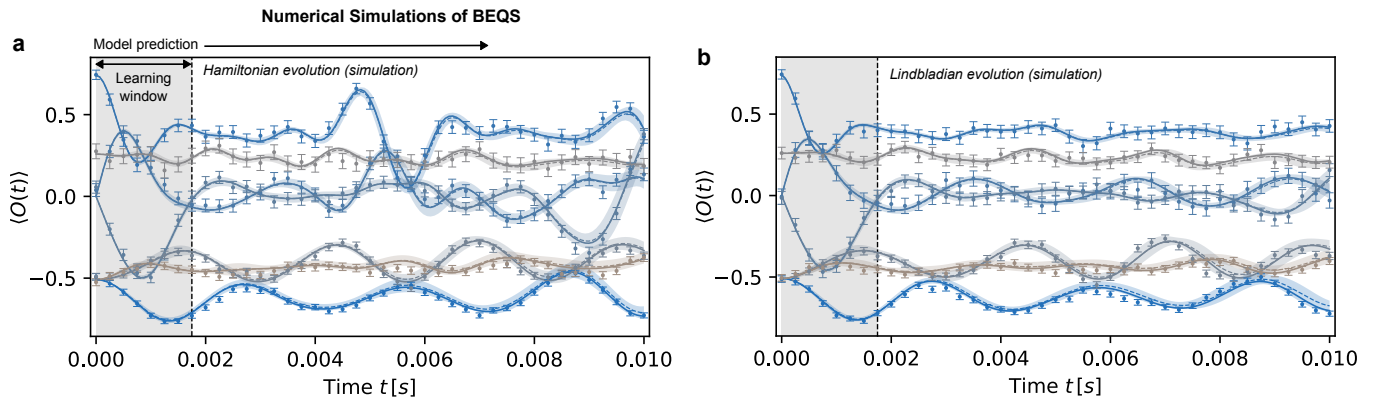 Numerical Simulations of BEQS
a
Model prediction
Hamiltonian evolution (simulation)
Learning
window
⟨O(t)⟩
0.5
0.0
−0.5
0.000
0.002
0.004
0.006
0.008
0.010
Time t [s]
b
Lindbladian evolution (simulation)
⟨O(t)⟩
0.5
0.0
−0.5
0.000
0.002
0.004
0.006
0.008
0.010
Time t [s]